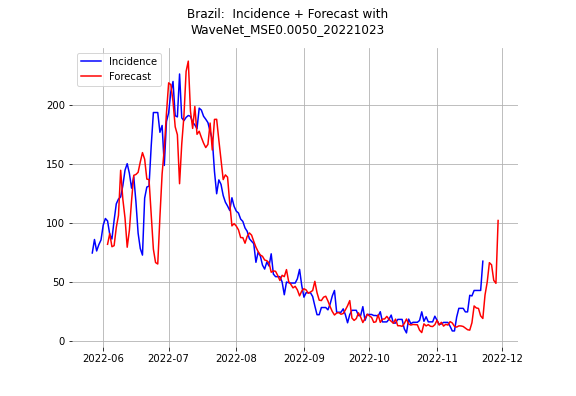 Brazil:  Incidence + Forecast with
WaveNet_MSE0.0050_20221023
Incidence
Forecast
200
150
100
50
0
2022-06 2022-07 2022-08 2022-09 2022-10 2022-11 2022-12